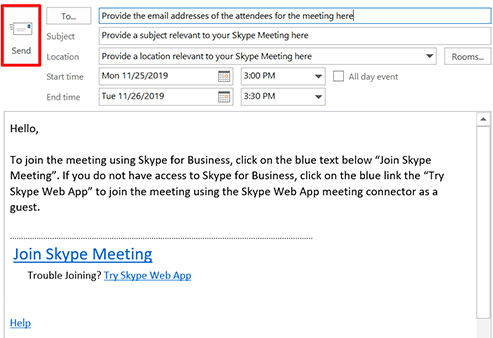 To... Provide the email addresses of the attendees for the meeting here
Send
Subject Provide a subject relevant to your Skype Meeting here
Location Provide a location relevant to your Skype Meeting here Rooms...
Start time Mon 11/25/2019 3:00 PM All day event
End time Tue 11/26/2019 3:30 PM
Hello,
To join the meeting using Skype for Business, click on the blue text below “Join Skype
Meeting”. If you do not have access to Skype for Business, click on the blue link the “Try
Skype Web App” to join the meeting using the Skype Web App meeting connector as a
guest.
Join Skype Meeting
Trouble Joining? Try Skype Web App
Help